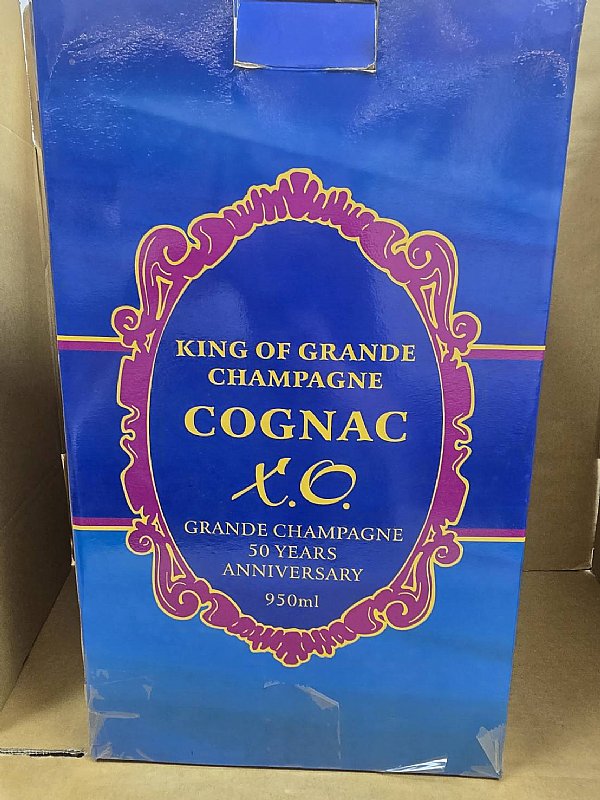 KING OF GRANDE
CHAMPAGNE
COGNAC
X.O.
GRANDE CHAMPAGNE
50 YEARS
ANNIVERSARY
950ml